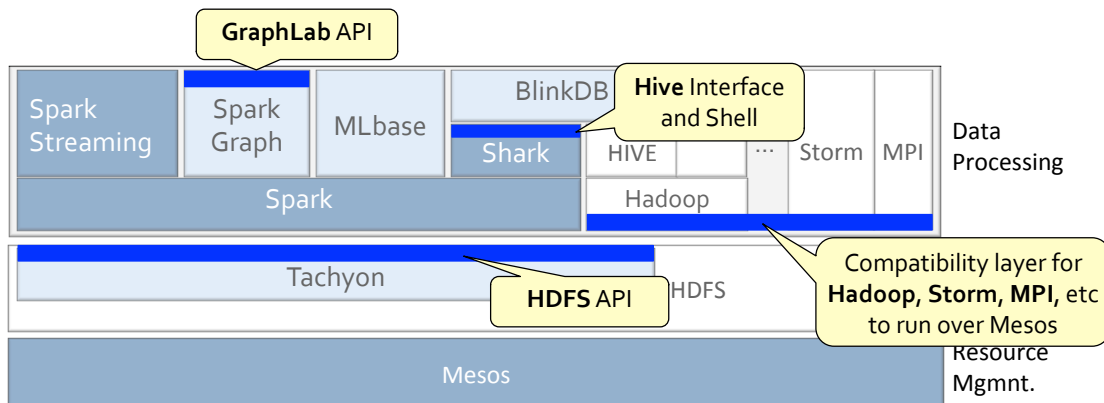 GraphLab API
Spark
Streaming
Spark
Graph
MLbase
BlinkDB
Hive Interface
and Shell
Shark
HIVE
...
Storm
MPI
Data
Processing
Spark
Hadoop
Tachyon
HDFS API
HDFS
Compatibility layer for
Hadoop, Storm, MPI, etc
to run over Mesos
Mesos
Resource
Mgmnt.